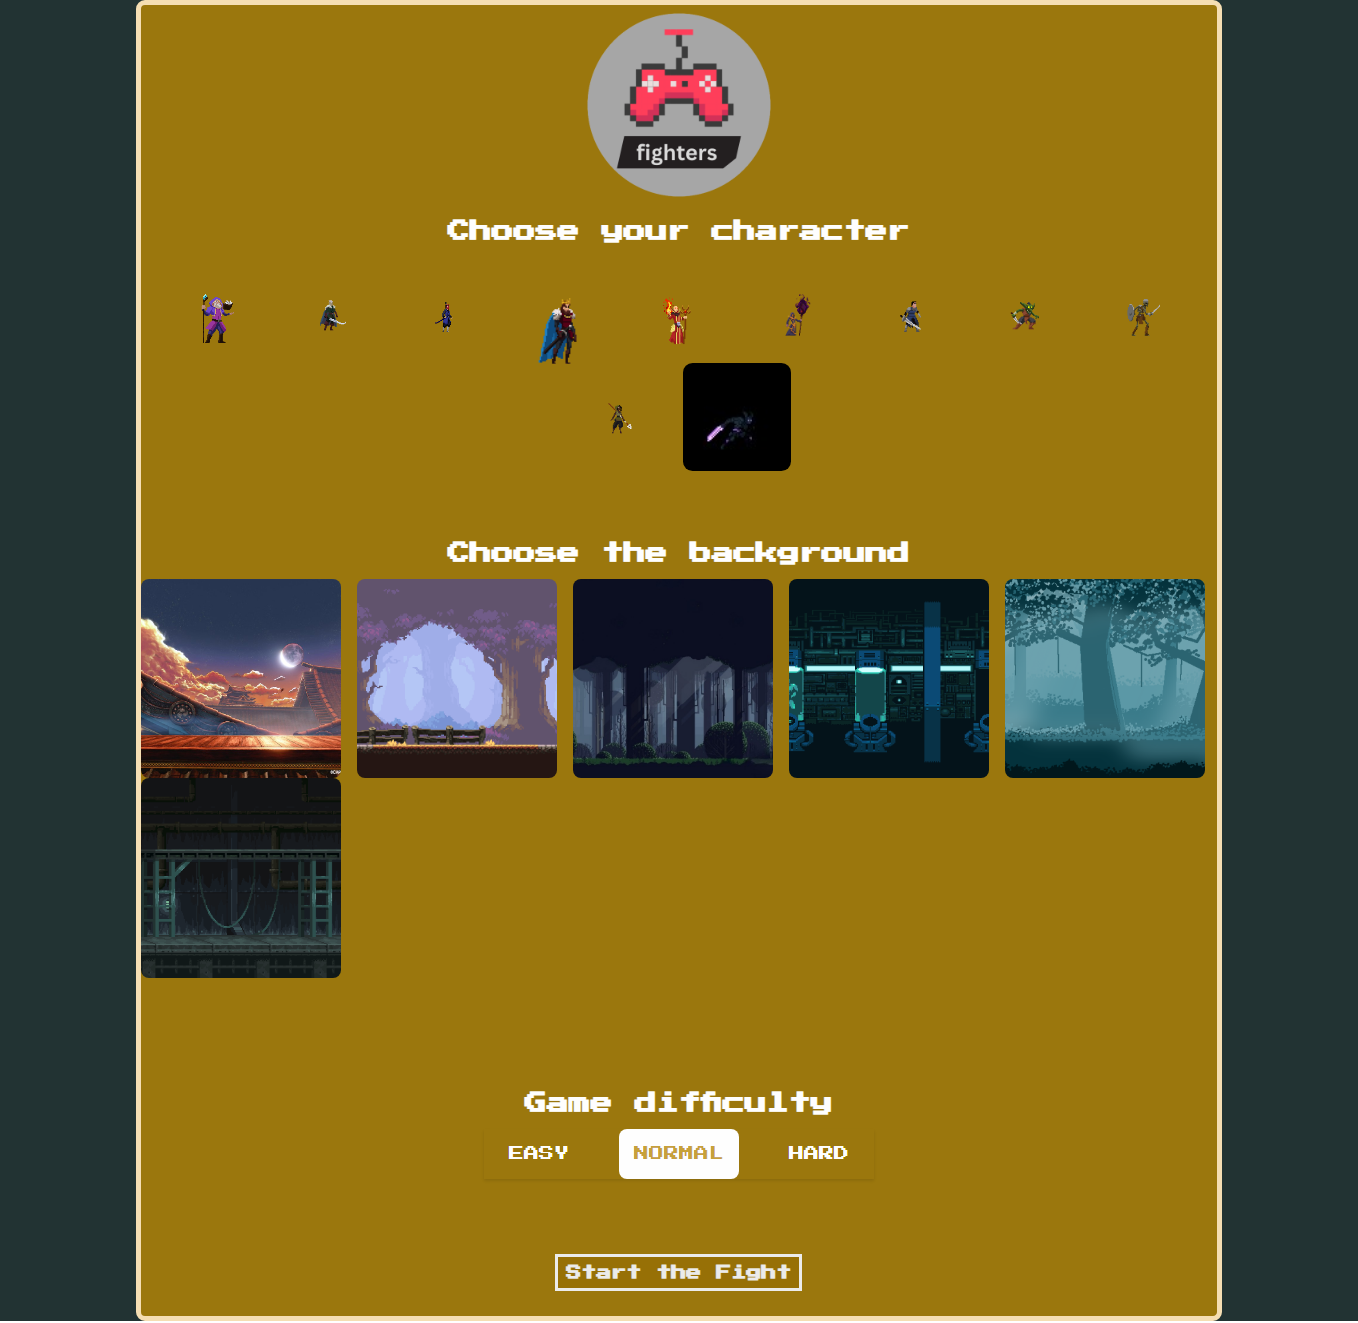 fighters
Choose your character
Choose the background
Game difficulty
EASY NORMAL HARD
Start the Fight